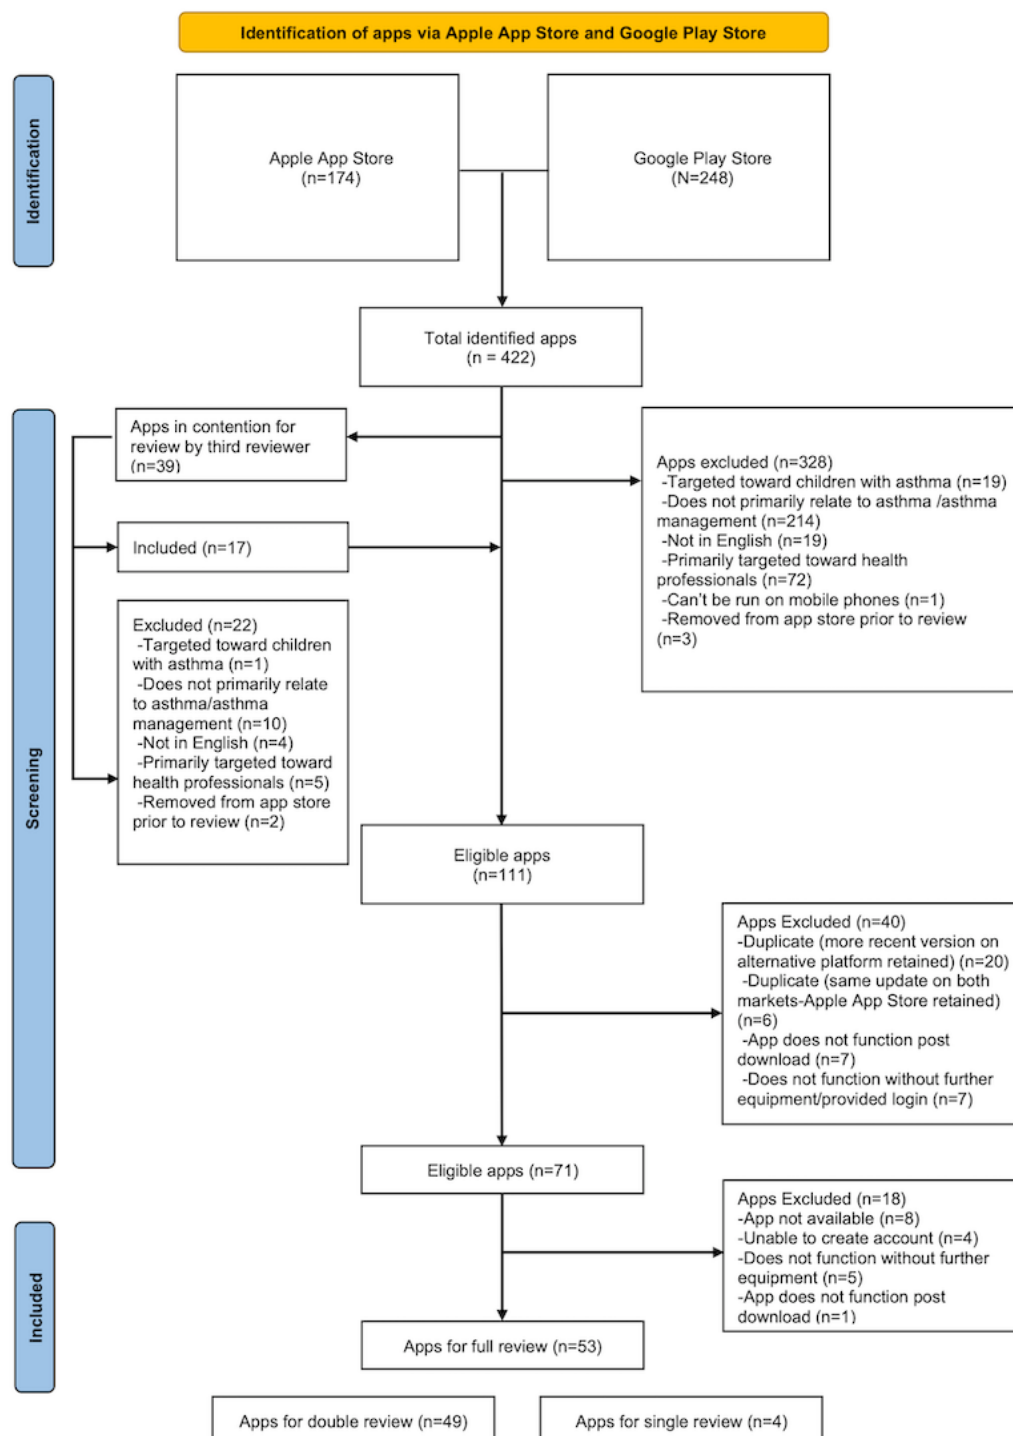 Identification of apps via Apple App Store and Google Play Store
Identification
Apple App Store
(n=174)
Google Play Store
(N=248)
Total identified apps
(n = 422)
Screening
Apps in contention for
review by third reviewer
(n=39)
Included (n=17)
Excluded (n=22)
-Targeted toward children
with asthma (n=1)
-Does not primarily relate
to asthma/asthma
management (n=10)
-Not in English (n=4)
-Primarily targeted toward
health professionals (n=5)
-Removed from app store
prior to review (n=2)
Apps excluded (n=328)
-Targeted toward children with asthma (n=19)
-Does not primarily relate to asthma /asthma
management (n=214)
-Not in English (n=19)
-Primarily targeted toward health
professionals (n=72)
-Can't be run on mobile phones (n=1)
-Removed from app store prior to review
(n=3)
Eligible apps
(n=111)
Apps Excluded (n=40)
-Duplicate (more recent version on
alternative platform retained) (n=20)
-Duplicate (same update on both
markets-Apple App Store retained)
(n=6)
-App does not function post
download (n=7)
-Does not function without further
equipment/provided login (n=7)
Eligible apps (n=71)
Included
Apps Excluded (n=18)
-App not available (n=8)
-Unable to create account (n=4)
-Does not function without further
equipment (n=5)
-App does not function post
download (n=1)
Apps for full review (n=53)
Apps for double review (n=49)
Apps for single review (n=4)